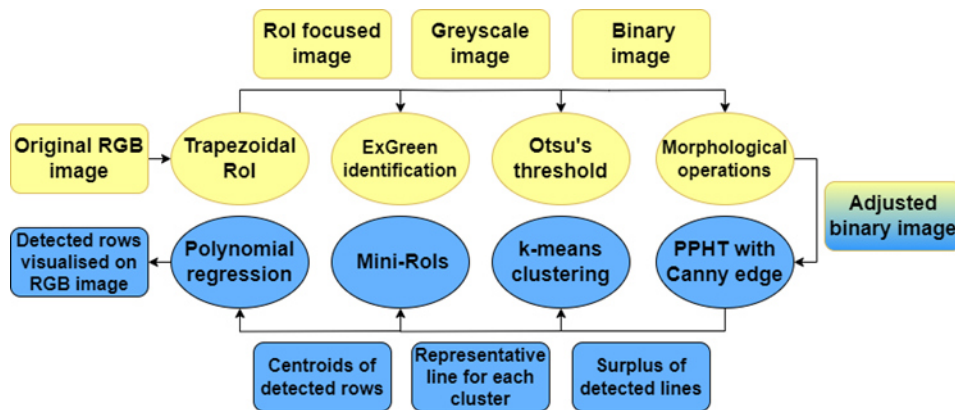 RoI focused
image
Greyscale
image
Binary
image
Original RGB
image
Trapezoidal
RoI
ExGreen
identification
Otsu's
threshold
Morphological
operations
Adjusted
binary image
Detected rows
visualised on
RGB image
Polynomial
regression
Mini-RoIs
k-means
clustering
PPHT with
Canny edge
Centroids of
detected rows
Representative
line for each
cluster
Surplus of
detected lines